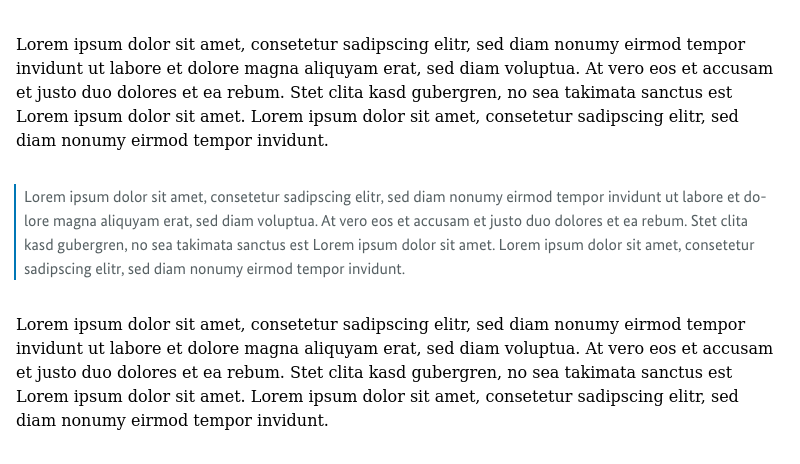 Lorem ipsum dolor sit amet, consetetur sadipscing elitr, sed diam nonumy eirmod tempor
invidunt ut labore et dolore magna aliquyam erat, sed diam voluptua. At vero eos et accusam
et justo duo dolores et ea rebum. Stet clita kasd gubergren, no sea takimata sanctus est
Lorem ipsum dolor sit amet. Lorem ipsum dolor sit amet, consetetur sadipscing elitr, sed
diam nonumy eirmod tempor invidunt.
Lorem ipsum dolor sit amet, consetetur sadipscing elitr, sed diam nonumy eirmod tempor invidunt ut labore et do-
lore magna aliquyam erat, sed diam voluptua. At vero eos et accusam et justo duo dolores et ea rebum. Stet clita
kasd gubergren, no sea takimata sanctus est Lorem ipsum dolor sit amet. Lorem ipsum dolor sit amet, consetetur
sadipscing elitr, sed diam nonumy eirmod tempor invidunt.
Lorem ipsum dolor sit amet, consetetur sadipscing elitr, sed diam nonumy eirmod tempor
invidunt ut labore et dolore magna aliquyam erat, sed diam voluptua. At vero eos et accusam
et justo duo dolores et ea rebum. Stet clita kasd gubergren, no sea takimata sanctus est
Lorem ipsum dolor sit amet. Lorem ipsum dolor sit amet, consetetur sadipscing elitr, sed
diam nonumy eirmod tempor invidunt.